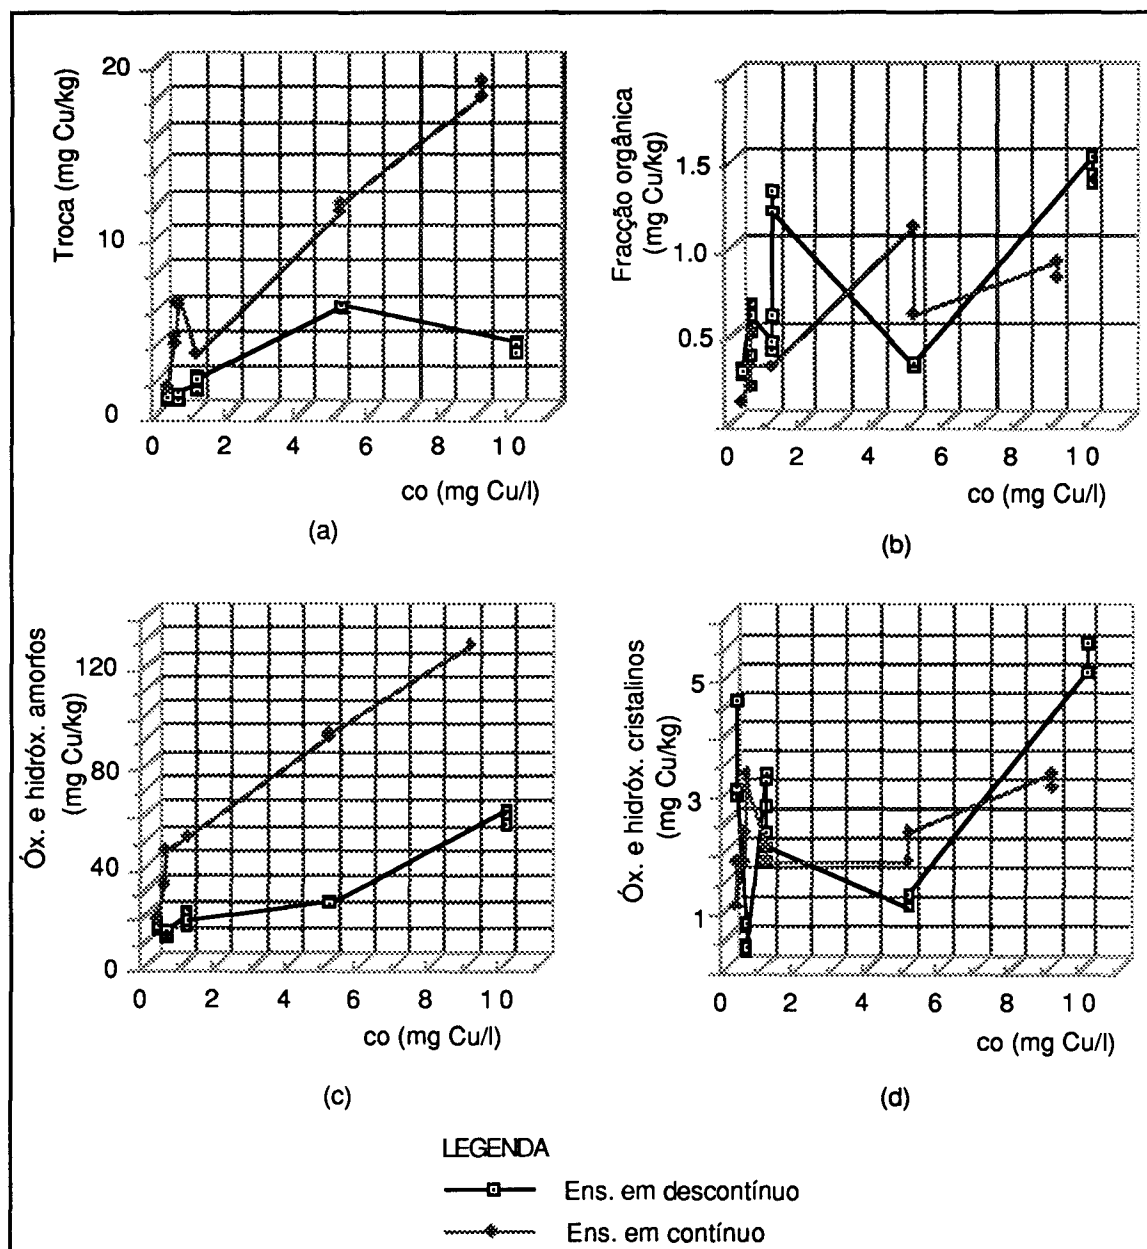 Troca (mg Cu/kg)
20
10
0
0 2 4 6 8 10
co (mg Cu/l)
(a)
Fracção orgânica
(mg Cu/kg)
1.5
1.0
0.5
0 2 4 6 8 10
co (mg Cu/l)
(b)
Óx. e hidróx. amorfos
(mg Cu/kg)
120
80
40
0
0 2 4 6 8 10
co (mg Cu/l)
(c)
Óx. e hidróx. cristalinos
(mg Cu/kg)
5
3
1
0 2 4 6 8 10
co (mg Cu/l)
(d)
LEGENDA
Ens. em descontínuo
Ens. em contínuo